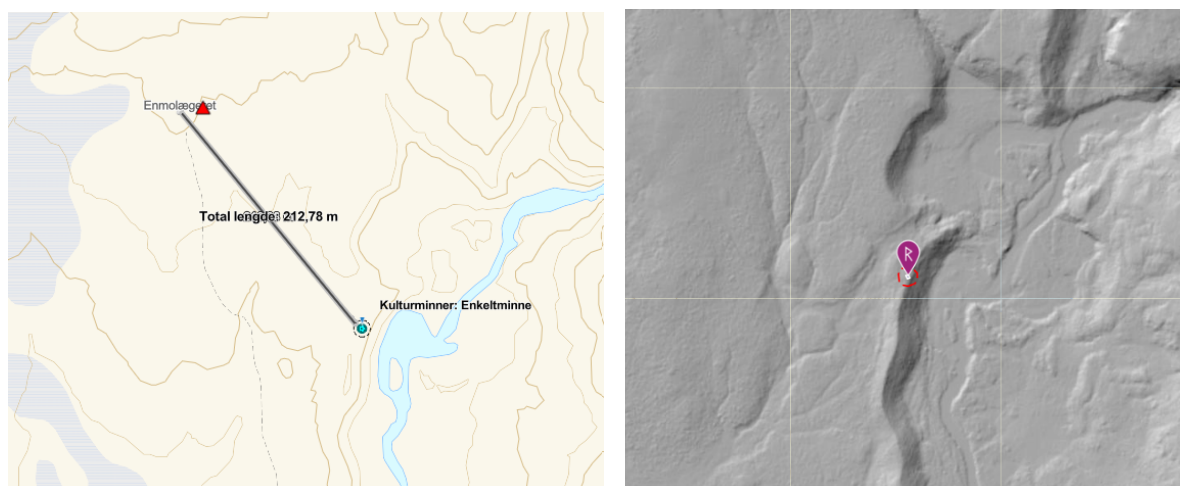 Enmolægeret
Total lengde: 212,78 m
Kulturminner: Enkeltminne
ᚱ